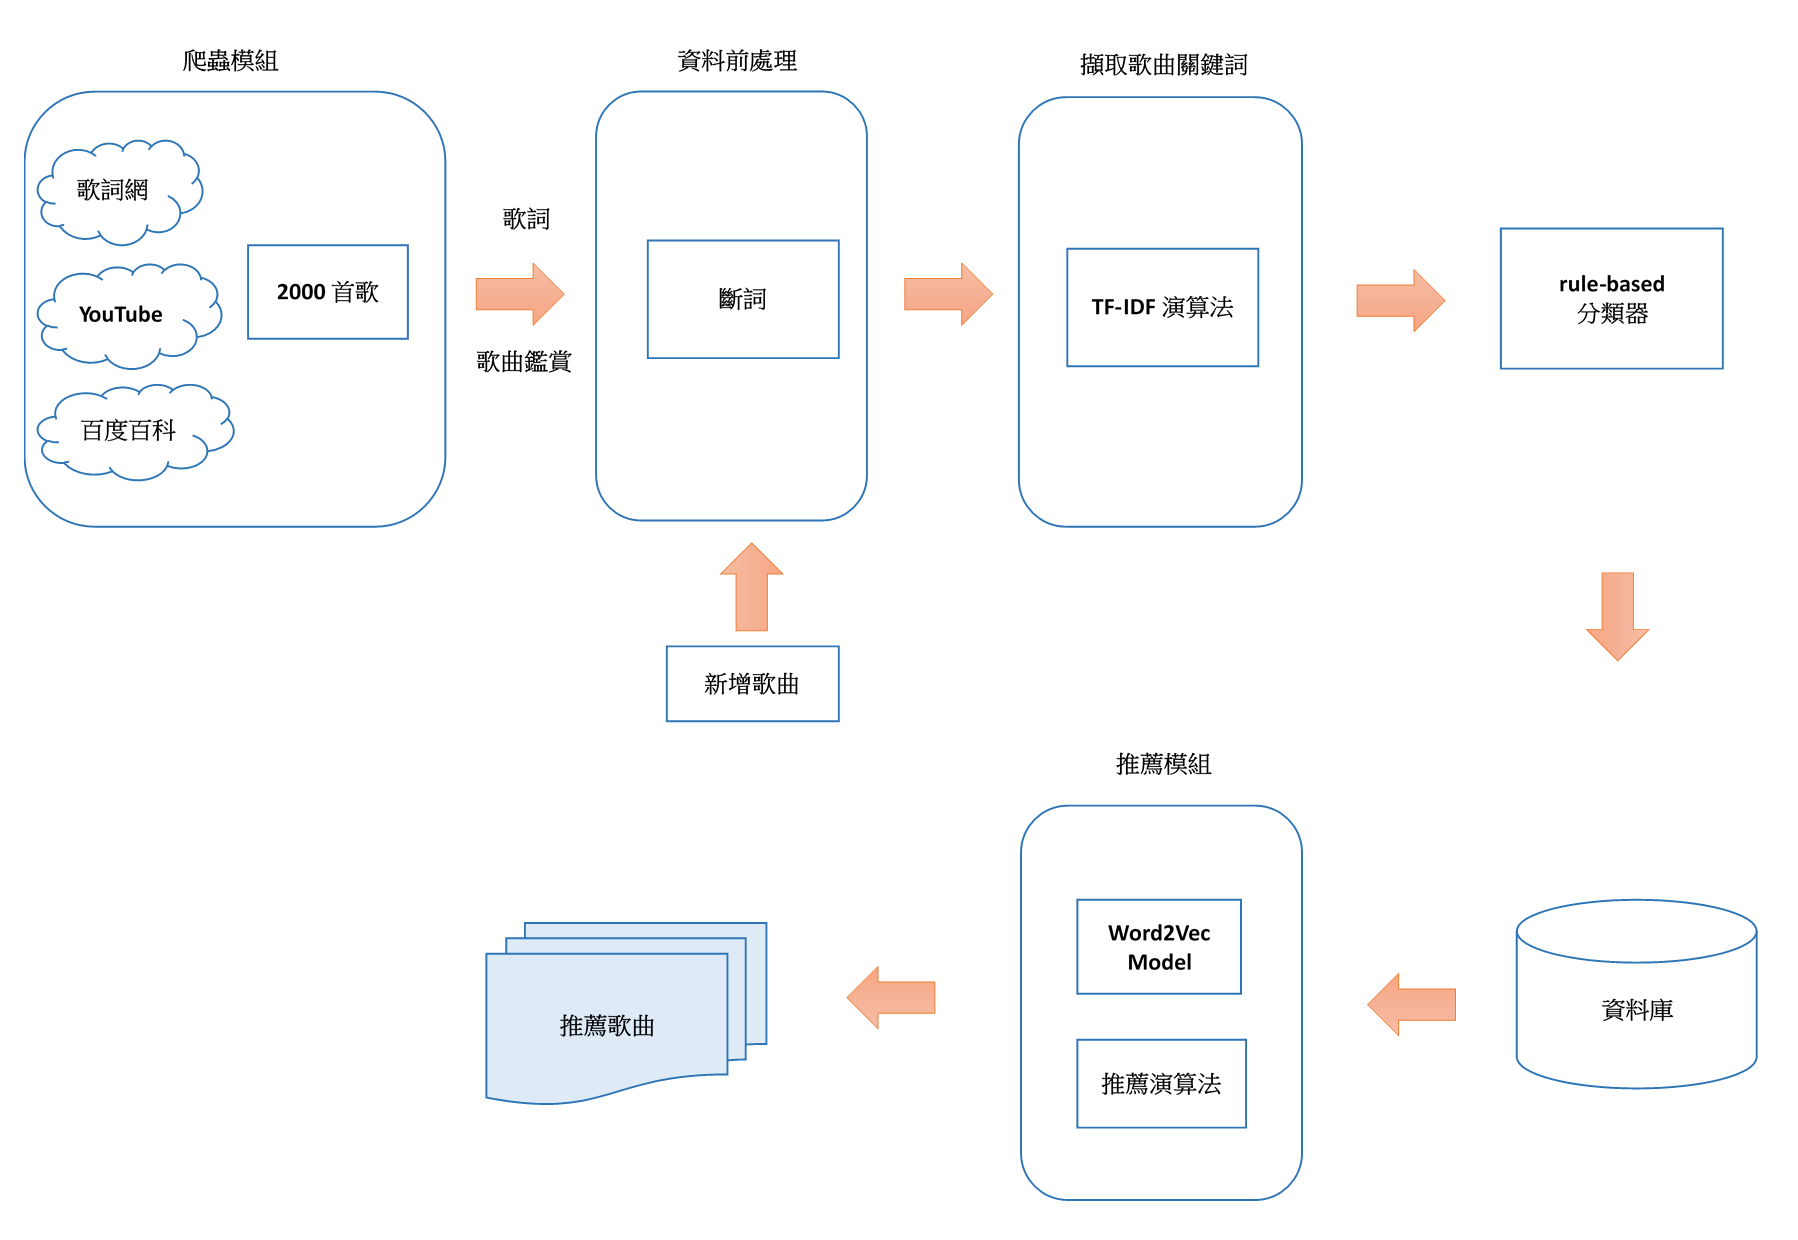 爬蟲模組
歌詞網
YouTube
百度百科
2000 首歌
歌詞
歌曲鑑賞
資料前處理
斷詞
新增歌曲
擷取歌曲關鍵詞
TF-IDF 演算法
rule-based
分類器
資料庫
推薦模組
Word2Vec
Model
推薦演算法
推薦歌曲